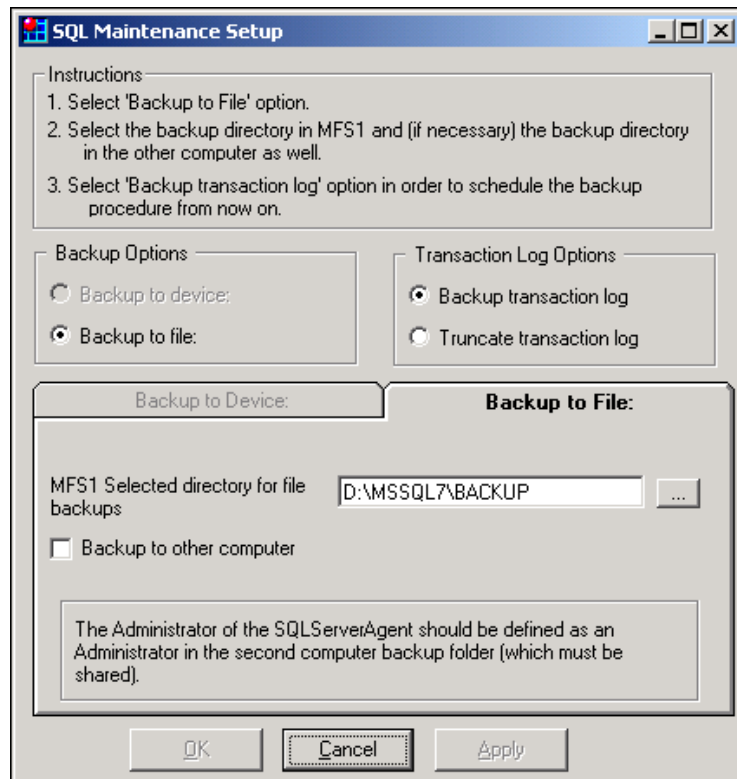 SQL Maintenance Setup
Instructions
1. Select 'Backup to File' option.
2. Select the backup directory in MFS1 and (if necessary) the backup directory
in the other computer as well.
3. Select 'Backup transaction log' option in order to schedule the backup
procedure from now on.
Backup Options
Backup to device:
Backup to file:
Transaction Log Options
Backup transaction log
Truncate transaction log
Backup to Device:
Backup to File:
MFS1 Selected directory for file
backups
D:\MSSQL7\BACKUP
...
Backup to other computer
The Administrator of the SQLServerAgent should be defined as an
Administrator in the second computer backup folder (which must be
shared).
OK
Cancel
Apply